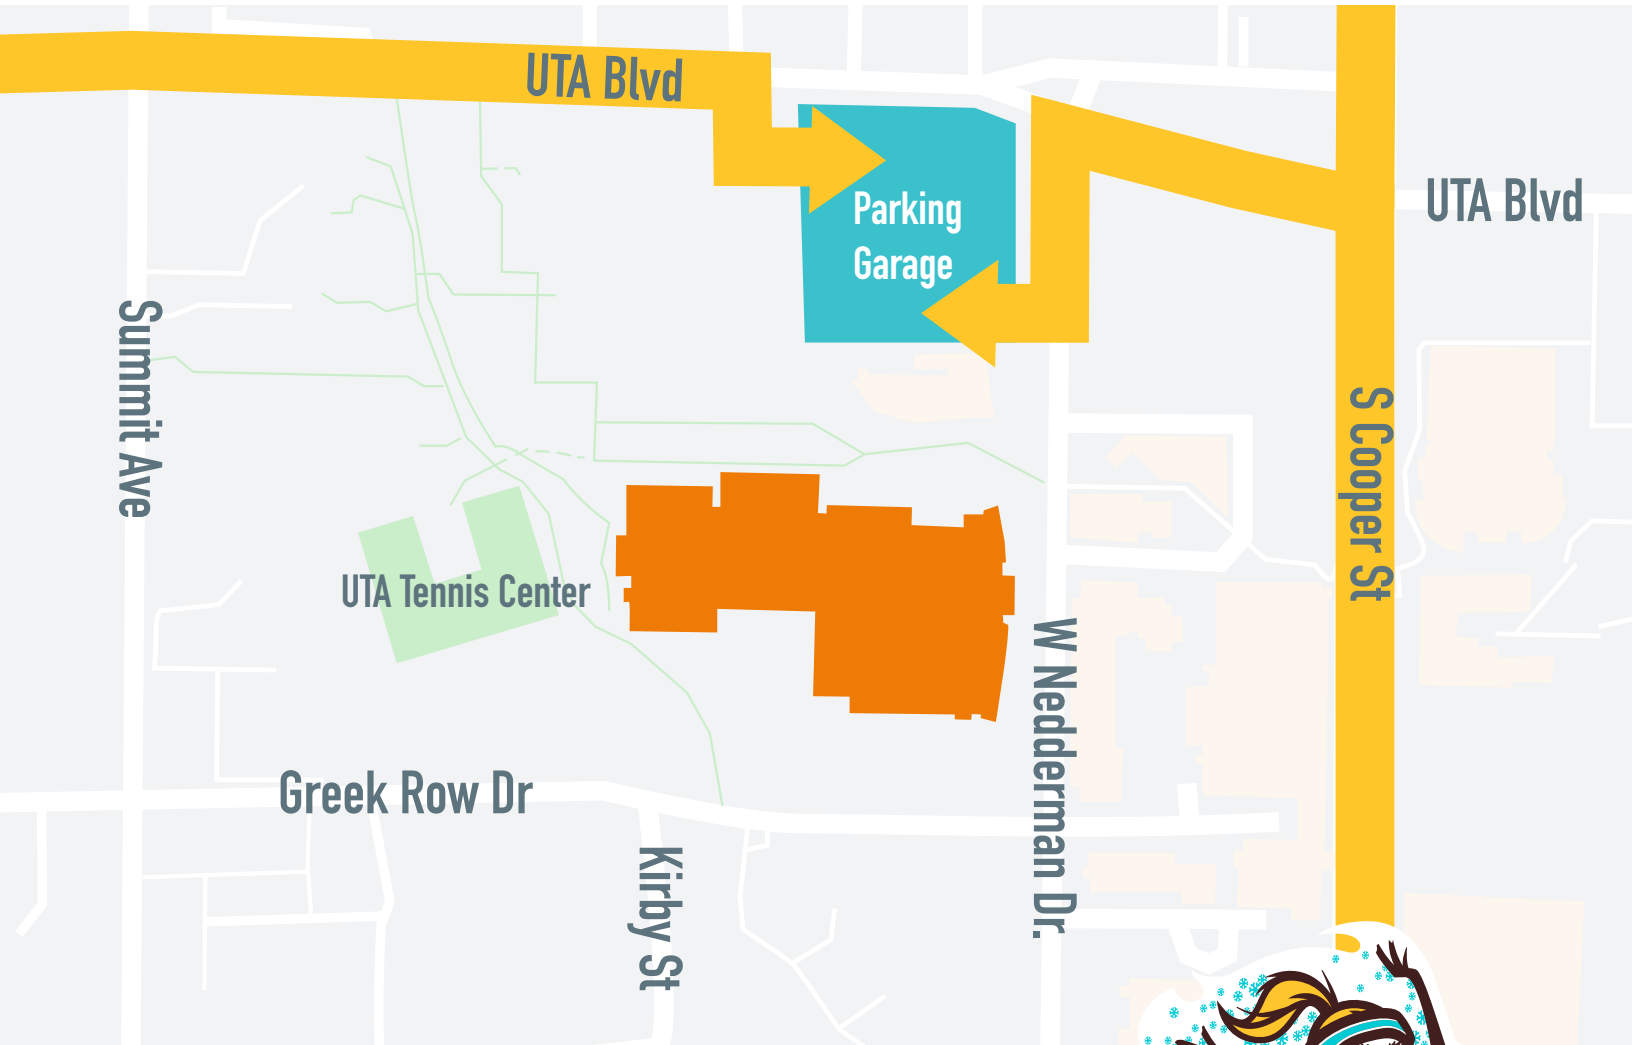 UTA Blvd
Parking
Garage
UTA Blvd
Summit Ave
S Cooper St
UTA Tennis Center
W Nedderman Dr.
Greek Row Dr
Kirby St